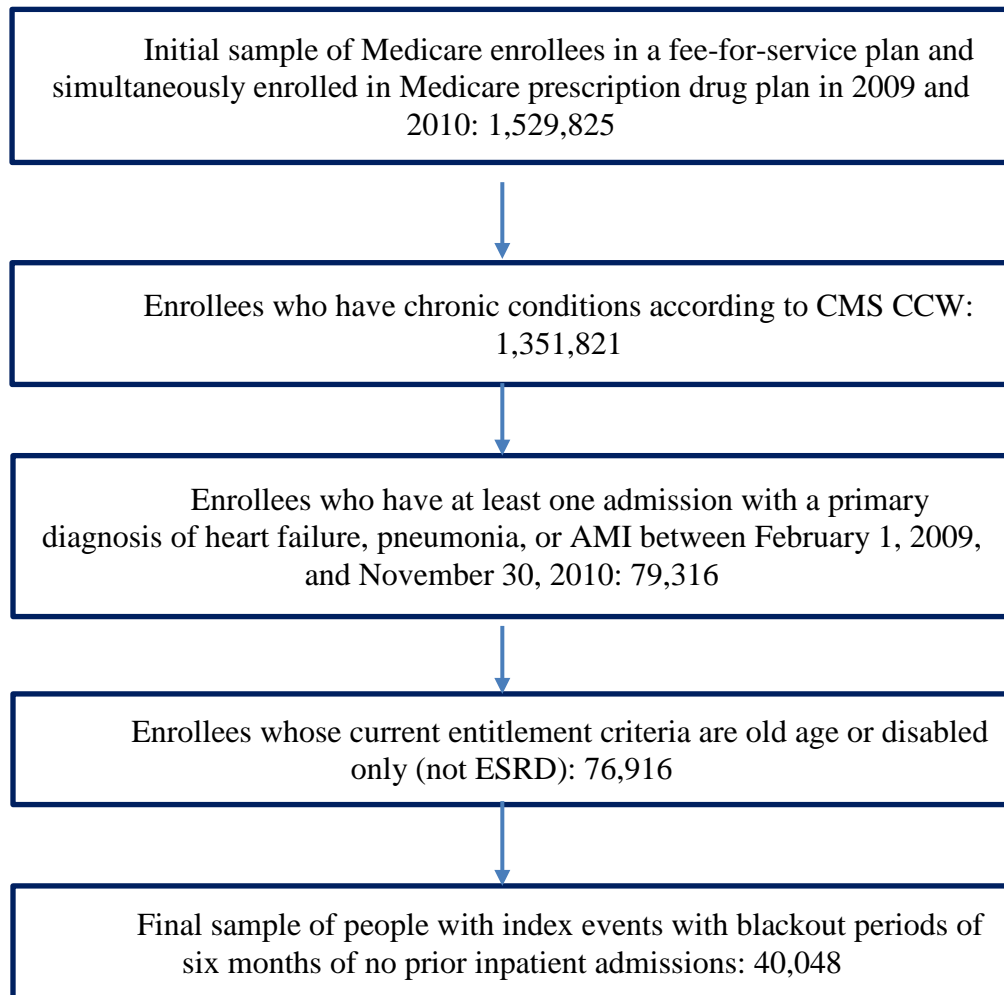 Initial sample of Medicare enrollees in a fee-for-service plan and
simultaneously enrolled in Medicare prescription drug plan in 2009 and
2010: 1,529,825
Enrollees who have chronic conditions according to CMS CCW:
1,351,821
Enrollees who have at least one admission with a primary
diagnosis of heart failure, pneumonia, or AMI between February 1, 2009,
and November 30, 2010: 79,316
Enrollees whose current entitlement criteria are old age or disabled
only (not ESRD): 76,916
Final sample of people with index events with blackout periods of
six months of no prior inpatient admissions: 40,048